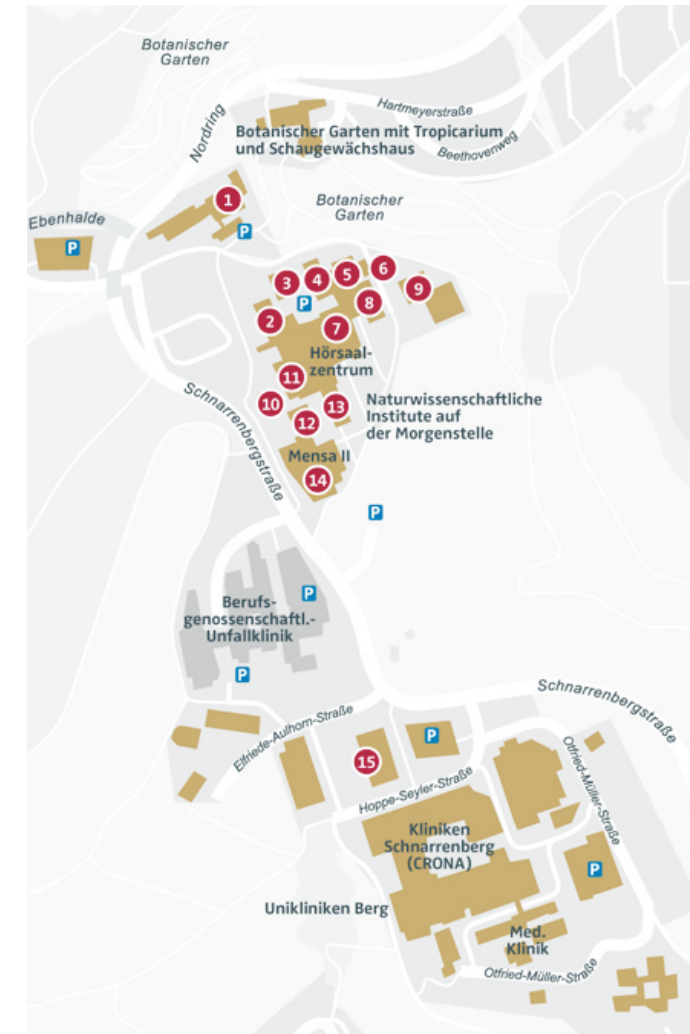 Botanischer
Garten
Nordring
Hartmeyerstraße
Botanischer Garten mit Tropicarium
und Schaugewächshaus
Beethovenweg
1
Botanischer
Garten
Ebenhalde
P
P
3
4
5
6
P
9
2
8
7
Hörsaal-
zentrum
11
Schnarrenbergstraße
10
13
12
Naturwissenschaftliche
Institute auf
der Morgenstelle
Mensa II
14
P
P
Berufs-
genossenschaftl.-
Unfallklinik
P
Schnarrenbergstraße
Elfriede-Aulhorn-Straße
P
15
Otfried-Müller-Straße
Hoppe-Seyler-Straße
Kliniken
Schnarrenberg
(CRONA)
P
Unikliniken Berg
Med.
Klinik
Otfried-Müller-Straße